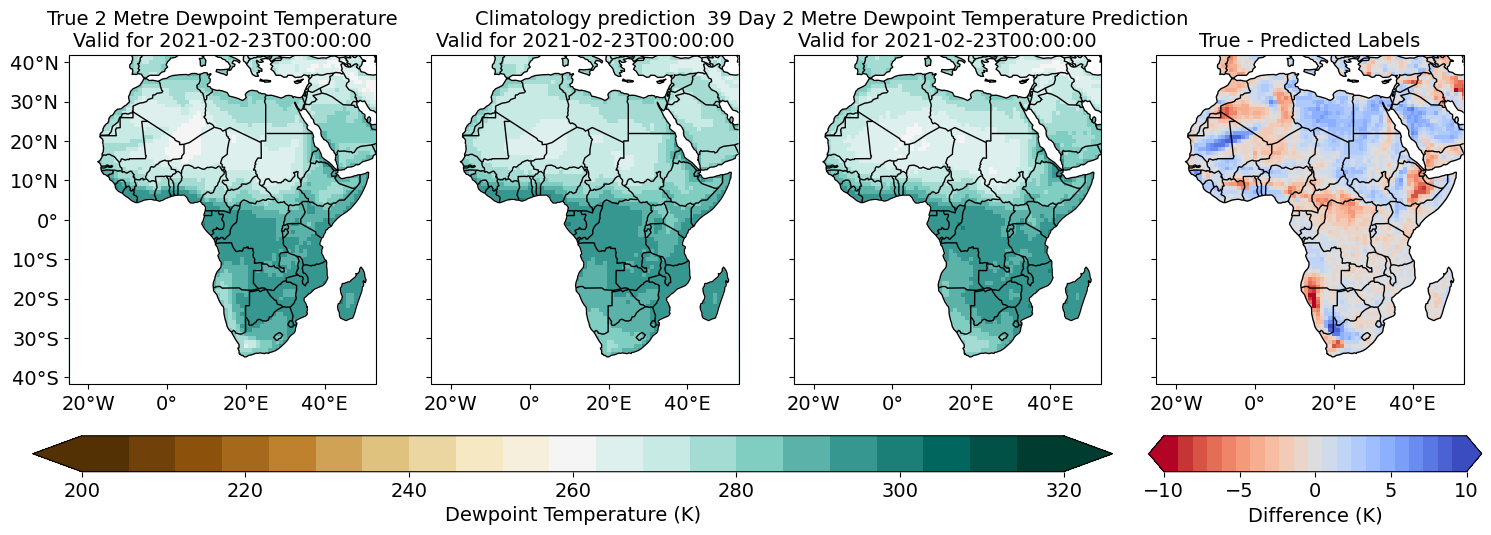 True 2 Metre Dewpoint Temperature
Valid for 2021-02-23T00:00:00
Climatology prediction  39 Day 2 Metre Dewpoint Temperature Prediction
Valid for 2021-02-23T00:00:00
Valid for 2021-02-23T00:00:00
True - Predicted Labels
40°N
30°N
20°N
10°N
0°
10°S
20°S
30°S
40°S
20°W 0° 20°E 40°E
20°W 0° 20°E 40°E
20°W 0° 20°E 40°E
20°W 0° 20°E 40°E
200 220 240 260 280 300 320
Dewpoint Temperature (K)
−10 −5 0 5 10
Difference (K)